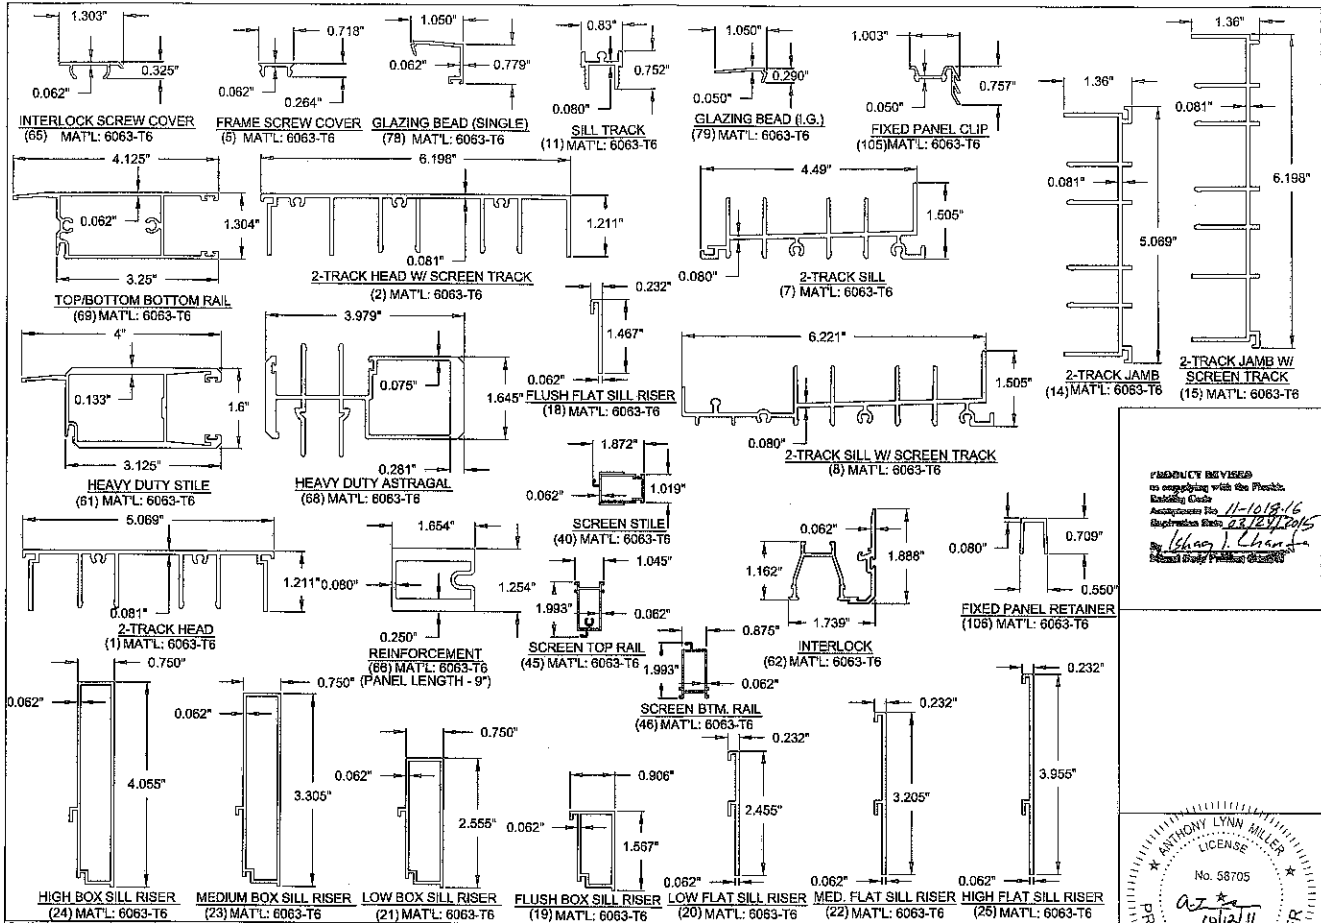 1.303"
0.062"
0.325"
INTERLOCK SCREW COVER
(65) MAT'L: 6063-T6
0.718"
0.062"
0.264"
FRAME SCREW COVER
(5) MAT'L: 6063-T6
1.050"
0.062"
0.779"
GLAZING BEAD (SINGLE)
(78) MAT'L: 6063-T6
0.83"
0.752"
0.080"
SILL TRACK
(11) MAT'L: 6063-T6
1.050"
0.290"
0.050"
GLAZING BEAD (I.G.)
(79) MAT'L: 6063-T6
1.003"
0.757"
0.050"
FIXED PANEL CLIP
(105) MAT'L: 6063-T6
1.36"
0.081"
5.069"
2-TRACK JAMB
(14) MAT'L: 6063-T6
1.36"
0.081"
6.198"
2-TRACK JAMB W/
SCREEN TRACK
(15) MAT'L: 6063-T6
4.125"
0.062"
1.304"
3.25"
TOP/BOTTOM BOTTOM RAIL
(69) MAT'L: 6063-T6
6.198"
1.211"
0.081"
2-TRACK HEAD W/ SCREEN TRACK
(2) MAT'L: 6063-T6
4.49"
1.505"
0.080"
2-TRACK SILL
(7) MAT'L: 6063-T6
4"
0.133"
1.6"
3.125"
HEAVY DUTY STILE
(61) MAT'L: 6063-T6
3.979"
0.075"
1.645"
0.281"
HEAVY DUTY ASTRAGAL
(68) MAT'L: 6063-T6
0.232"
1.467"
0.062"
FLUSH FLAT SILL RISER
(18) MAT'L: 6063-T6
6.221"
1.505"
0.080"
2-TRACK SILL W/ SCREEN TRACK
(8) MAT'L: 6063-T6
1.872"
0.062"
1.019"
SCREEN STILE
(40) MAT'L: 6063-T6
5.069"
1.211"
0.081"
2-TRACK HEAD
(1) MAT'L: 6063-T6
1.654"
0.080"
1.254"
0.250"
REINFORCEMENT
(66) MAT'L: 6063-T6
(PANEL LENGTH - 9")
1.045"
1.993"
0.062"
SCREEN TOP RAIL
(45) MAT'L: 6063-T6
0.875"
1.993"
0.062"
SCREEN BTM. RAIL
(46) MAT'L: 6063-T6
0.062"
1.162"
1.888"
1.739"
INTERLOCK
(62) MAT'L: 6063-T6
0.080"
0.709"
0.550"
FIXED PANEL RETAINER
(106) MAT'L: 6063-T6
PRODUCT REVISED
as complying with the Florida
Building Code
Acceptance No 11-1018.16
Expiration Date 02/24/2015
By
0.750"
0.062"
4.055"
HIGH BOX SILL RISER
(24) MAT'L: 6063-T6
0.750"
0.062"
3.305"
MEDIUM BOX SILL RISER
(23) MAT'L: 6063-T6
0.750"
0.062"
2.555"
LOW BOX SILL RISER
(21) MAT'L: 6063-T6
0.906"
0.062"
1.567"
FLUSH BOX SILL RISER
(19) MAT'L: 6063-T6
0.232"
2.455"
0.062"
LOW FLAT SILL RISER
(20) MAT'L: 6063-T6
0.232"
3.205"
0.062"
MED. FLAT SILL RISER
(22) MAT'L: 6063-T6
0.232"
3.955"
0.062"
HIGH FLAT SILL RISER
(25) MAT'L: 6063-T6
ANTHONY LYNN MILLER
LICENSE
No. 58705
10/12/11